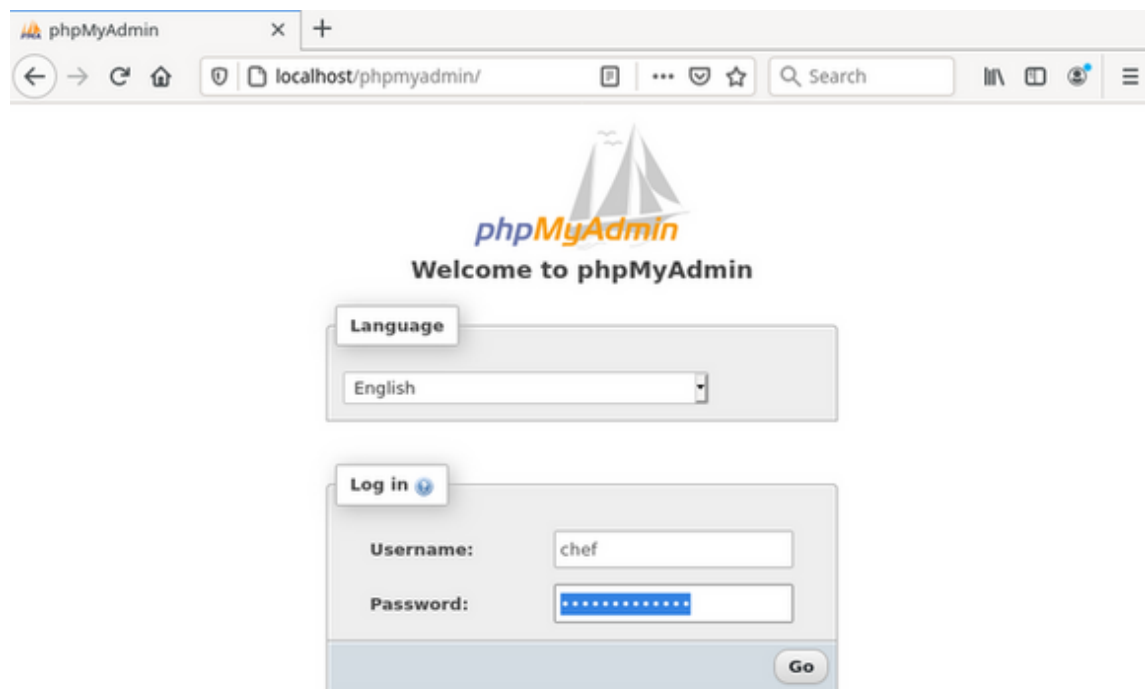 phpMyAdmin
localhost/phpmyadmin/
Search
phpMyAdmin
Welcome to phpMyAdmin
Language
English
Log in
Username: chef
Password: •••••••••••••
Go